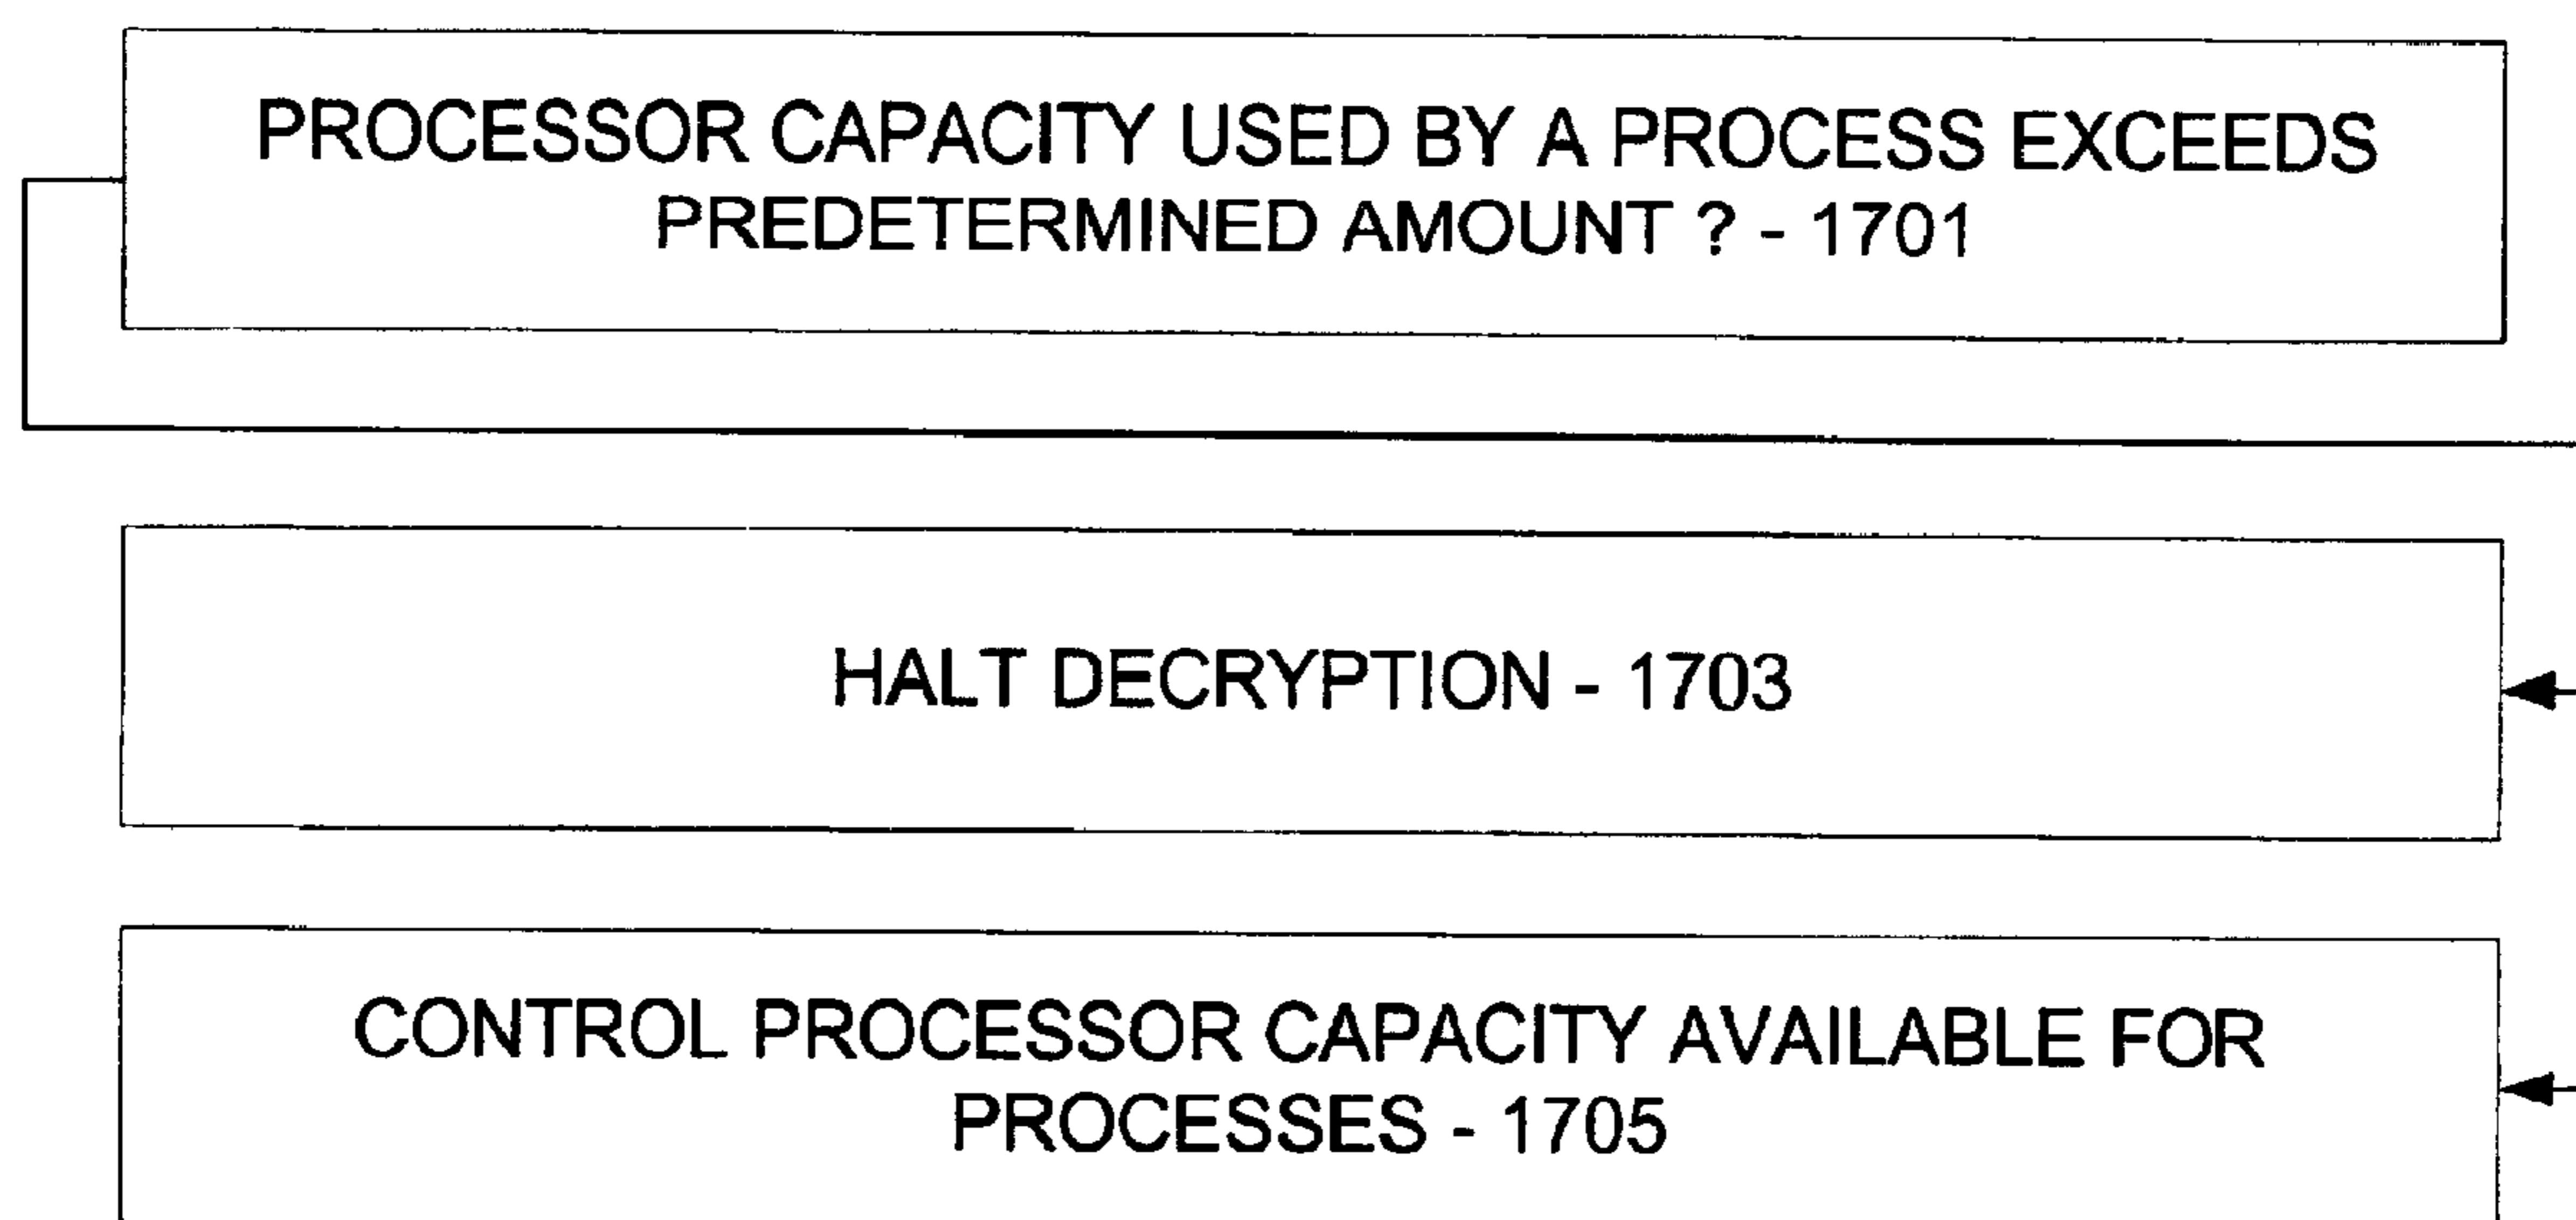 PROCESSOR CAPACITY USED BY A PROCESS EXCEEDS
PREDETERMINED AMOUNT ? - 1701
HALT DECRYPTION - 1703
CONTROL PROCESSOR CAPACITY AVAILABLE FOR
PROCESSES - 1705